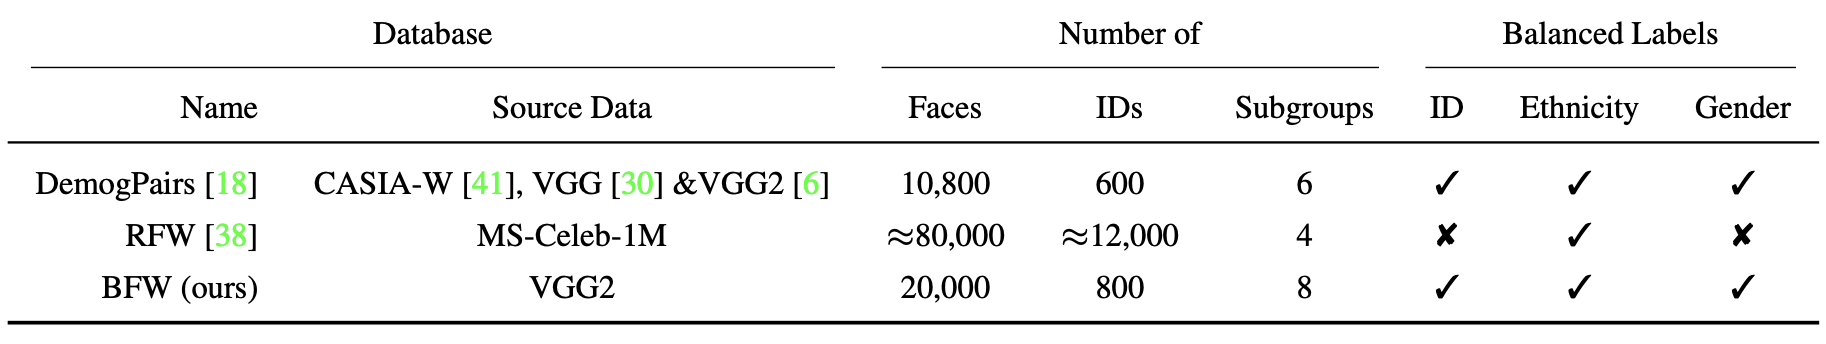 Database Number of Balanced Labels
Name Source Data Faces IDs Subgroups ID Ethnicity Gender
DemogPairs [18] CASIA-W [41], VGG [30] &VGG2 [6] 10,800 600 6 ✓ ✓ ✓
RFW [38] MS-Celeb-1M ≈80,000 ≈12,000 4 ✘ ✓ ✘
BFW (ours) VGG2 20,000 800 8 ✓ ✓ ✓